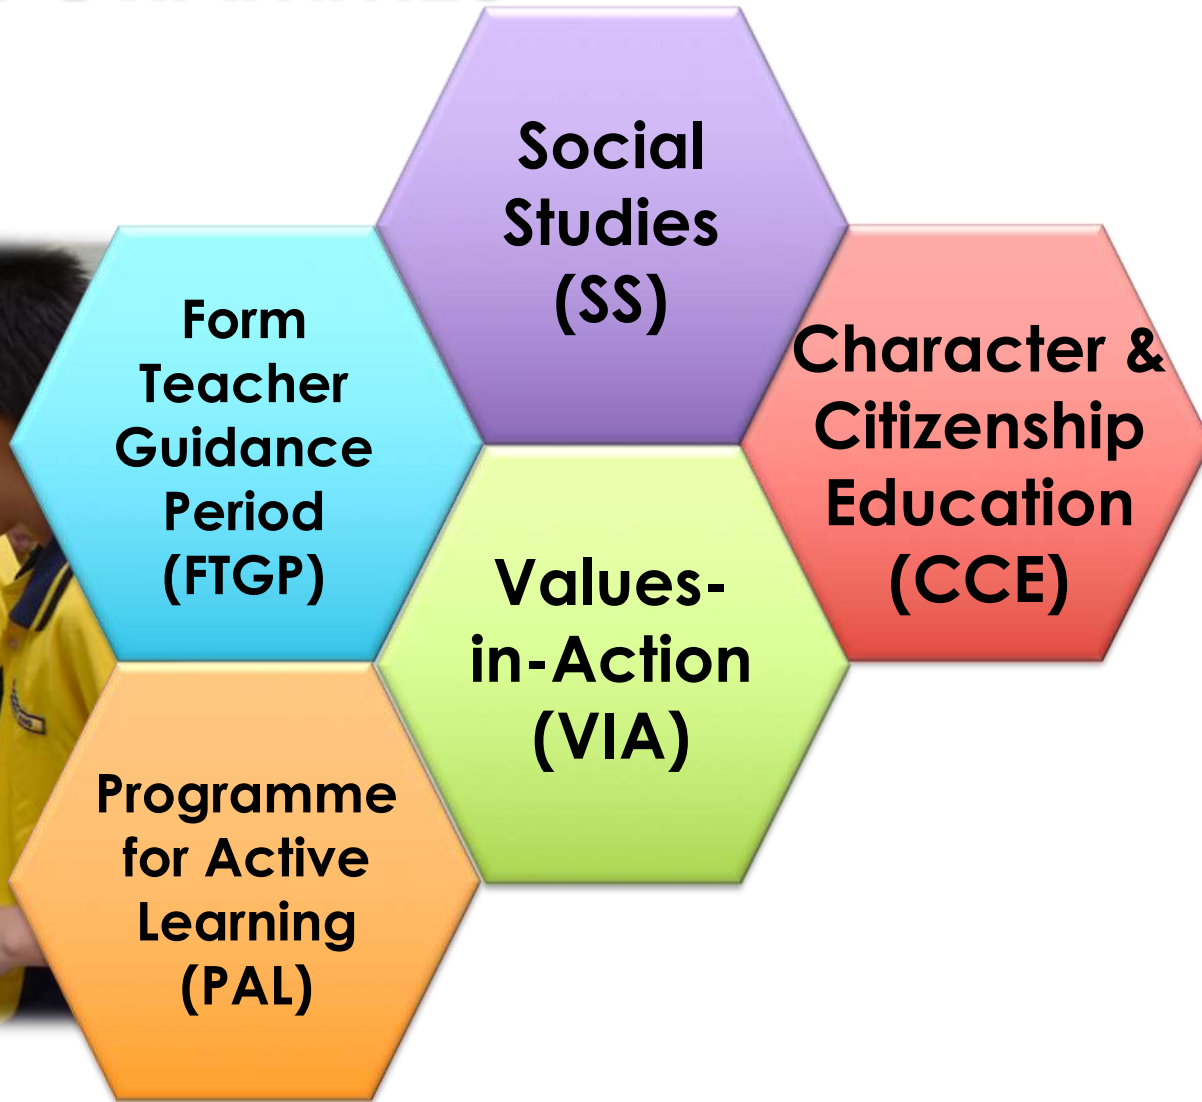 Social
Studies
(SS)
Form
Teacher
Guidance
Period
(FTGP)
Character &
Citizenship
Education
(CCE)
Values-
in-Action
(VIA)
Programme
for Active
Learning
(PAL)